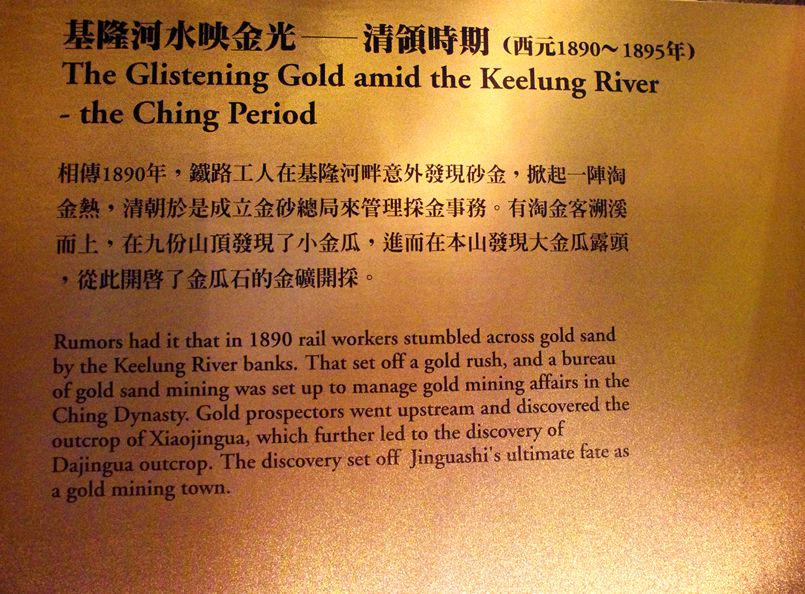 基隆河水映金光——清領時期（西元1890～1895年）
The Glistening Gold amid the Keelung River
- the Ching Period
相傳1890年，鐵路工人在基隆河畔意外發現砂金，掀起一陣淘
金熱，清朝於是成立金砂總局來管理採金事務。有淘金客溯溪
而上，在九份山頂發現了小金瓜，進而在本山發現大金瓜露頭
，從此開啓了金瓜石的金礦開採。
Rumors had it that in 1890 rail workers stumbled across gold sand
by the Keelung River banks. That set off a gold rush, and a bureau
of gold sand mining was set up to manage gold mining affairs in the
Ching Dynasty. Gold prospectors went upstream and discovered the
outcrop of Xiaojingua, which further led to the discovery of
Dajingua outcrop. The discovery set off Jinguashi's ultimate fate as
a gold mining town.